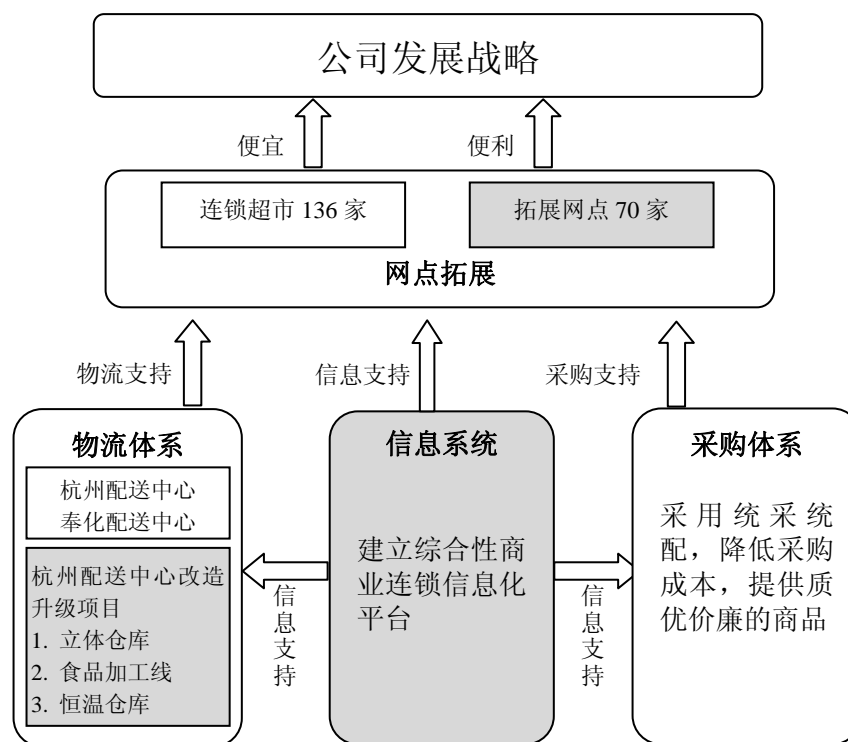 公司发展战略
便宜
便利
连锁超市 136 家
拓展网点 70 家
网点拓展
物流支持
信息支持
采购支持
物流体系
杭州配送中心
奉化配送中心
杭州配送中心改造
升级项目
1. 立体仓库
2. 食品加工线
3. 恒温仓库
信息支持
信息系统
建立综合性商
业连锁信息化
平台
信息支持
采购体系
采用统采统
配，降低采购
成本，提供质
优价廉的商品